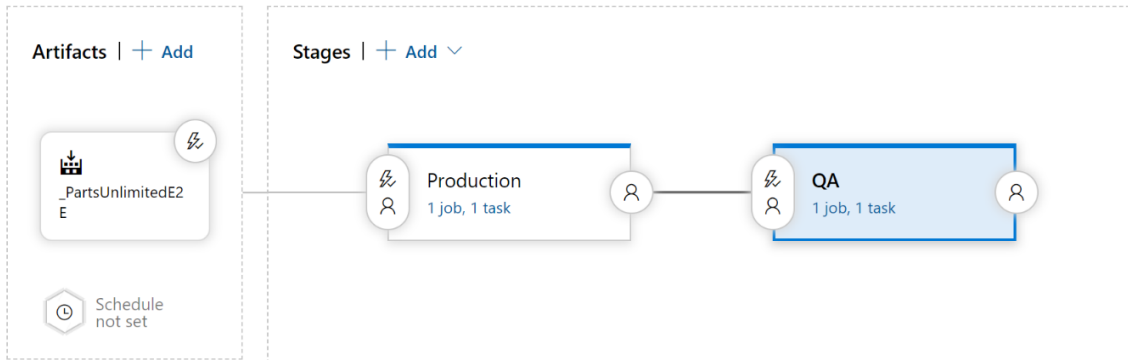 Artifacts | + Add
Stages | + Add
_PartsUnlimitedE2
E
Production
1 job, 1 task
QA
1 job, 1 task
Schedule
not set